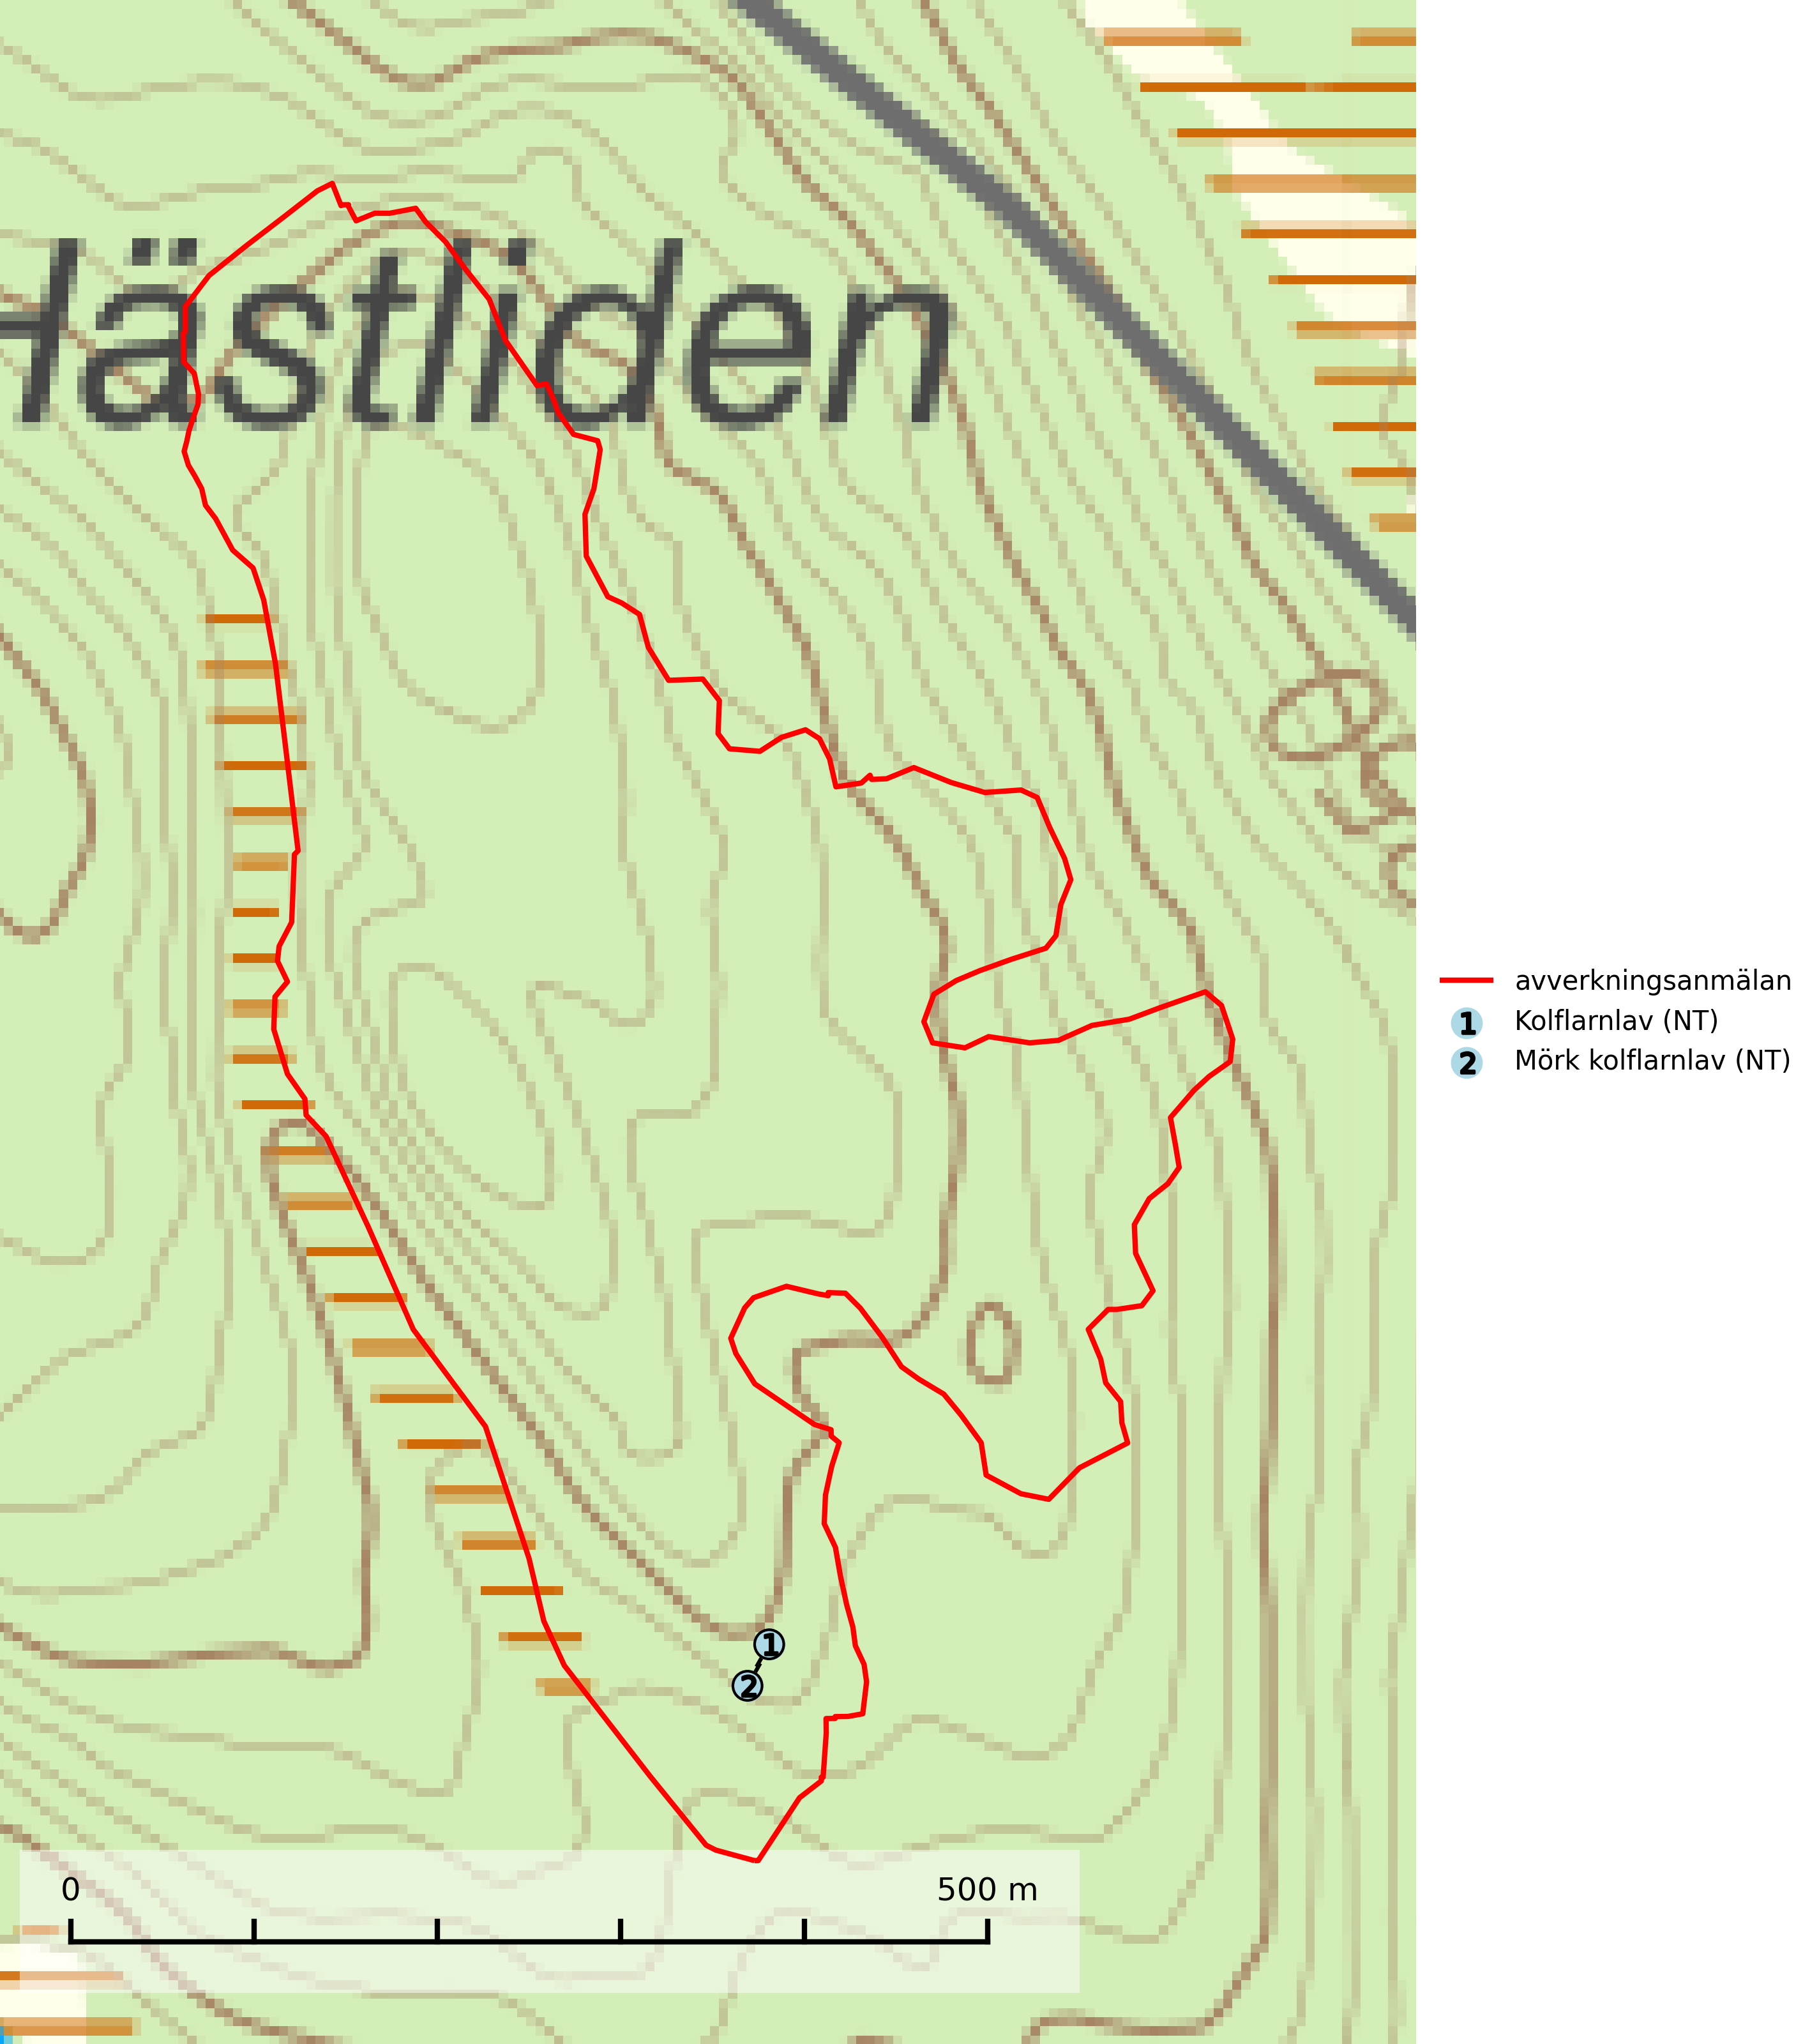 Hästliden
avverkningsanmälan
1 Kolflarnlav (NT)
2 Mörk kolflarnlav (NT)
1
2
0 500 m